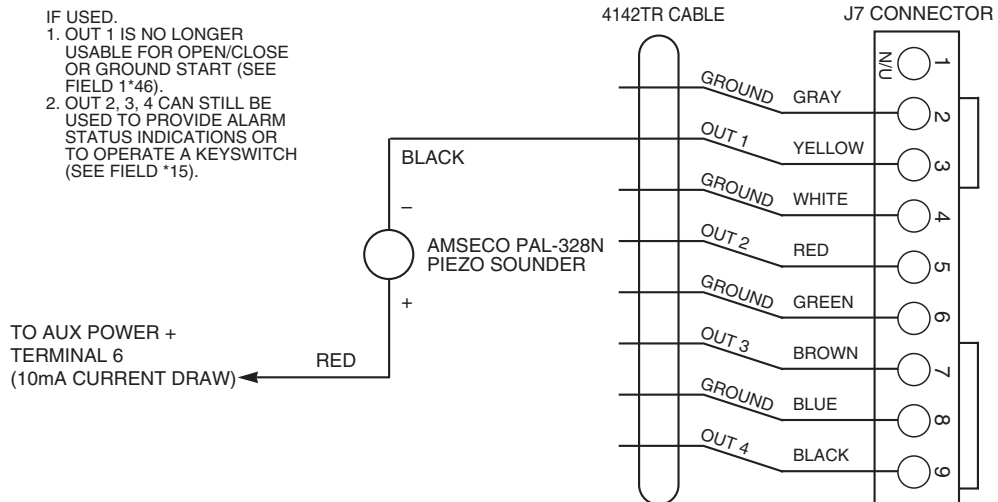 IF USED.
1. OUT 1 IS NO LONGER
USABLE FOR OPEN/CLOSE
OR GROUND START (SEE
FIELD 1*46).
2. OUT 2, 3, 4 CAN STILL BE
USED TO PROVIDE ALARM
STATUS INDICATIONS OR
TO OPERATE A KEYSWITCH
(SEE FIELD *15).
4142TR CABLE
J7 CONNECTOR
N/U
1
GROUND GRAY 2
OUT 1 YELLOW 3
BLACK
GROUND WHITE 4
–
OUT 2 RED 5
AMSECO PAL-328N
PIEZO SOUNDER
+
GROUND GREEN 6
TO AUX POWER +
TERMINAL 6
(10mA CURRENT DRAW)
RED
OUT 3 BROWN 7
GROUND BLUE 8
OUT 4 BLACK 9